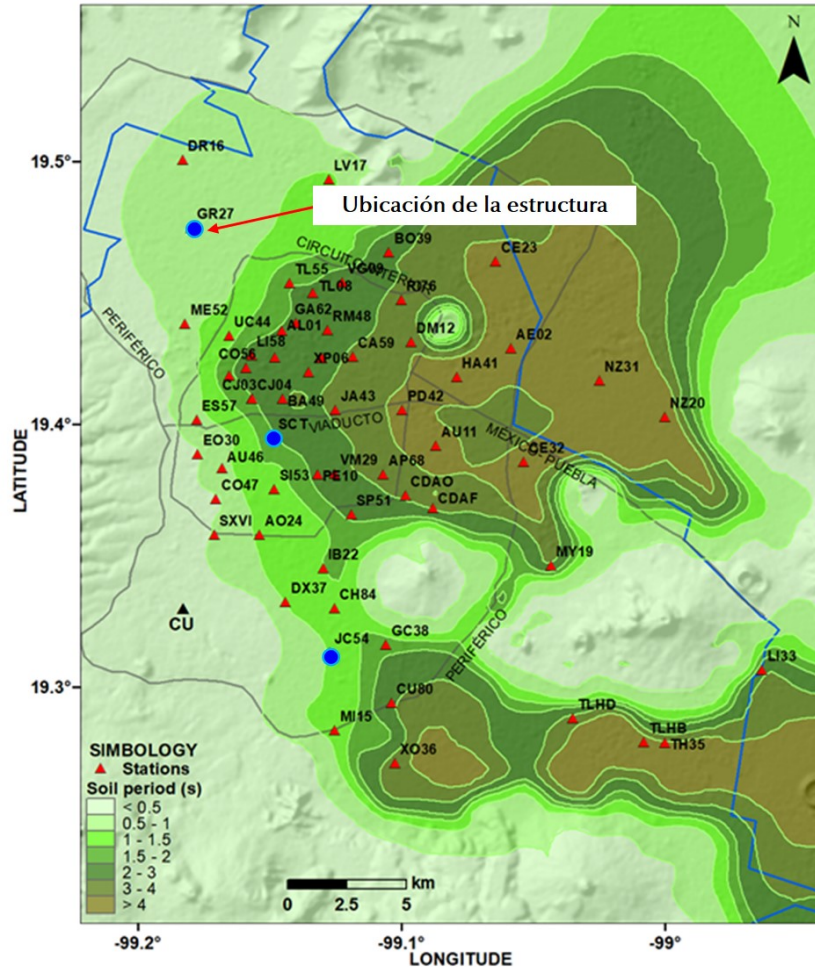 N
DR16
19.5°
LV17
Ubicación de la estructura
GR27
BO39
CE23
CIRCUITO INTERIOR
TL55
VG09
TL08
RI76
PERIFÉRICO
ME52
GA62
RM48
UC44
AL01
DM12
AE02
LI58
CA59
CO56
XP06
HA41
NZ31
CJ03
CJ04
BA49
JA43
PD42
NZ20
19.4°
ES57
SCT
VIADUCTO
AU11
MÉXICO - PUEBLA
CE32
EO30
AU46
VM29
AP68
SI53
PE10
CDAO
CO47
SP51
CDAF
SXVI
AO24
IB22
MY19
DX37
CH84
CU
JC54
GC38
PERIFÉRICO
LI33
19.3°
CU80
TLHD
MI15
TLHB
TH35
XO36
LATITUDE
SIMBOLOGY
Stations
Soil period (s)
< 0.5
0.5 - 1
1 - 1.5
1.5 - 2
2 - 3
3 - 4
> 4
km
0 2.5 5
-99.2° -99.1° -99°
LONGITUDE